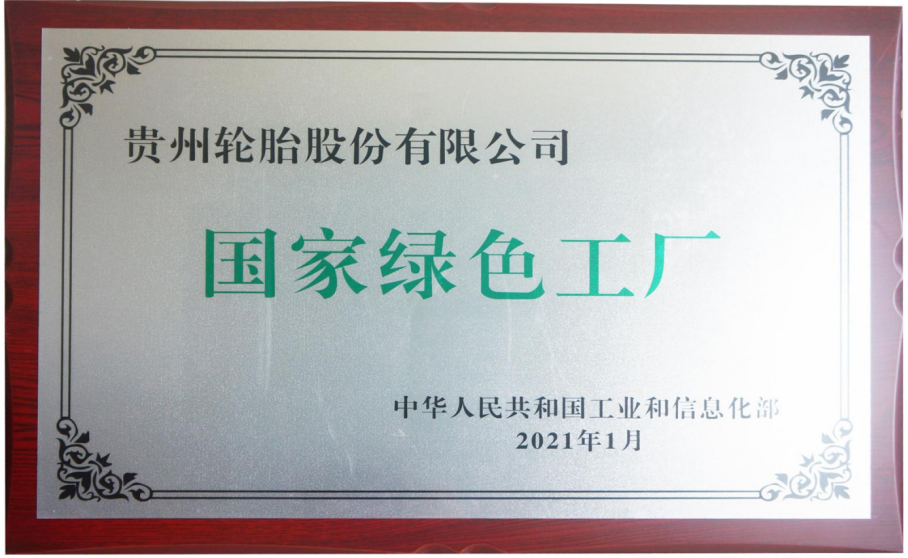 贵州轮胎股份有限公司
国家绿色工厂
中华人民共和国工业和信息化部
2021年1月